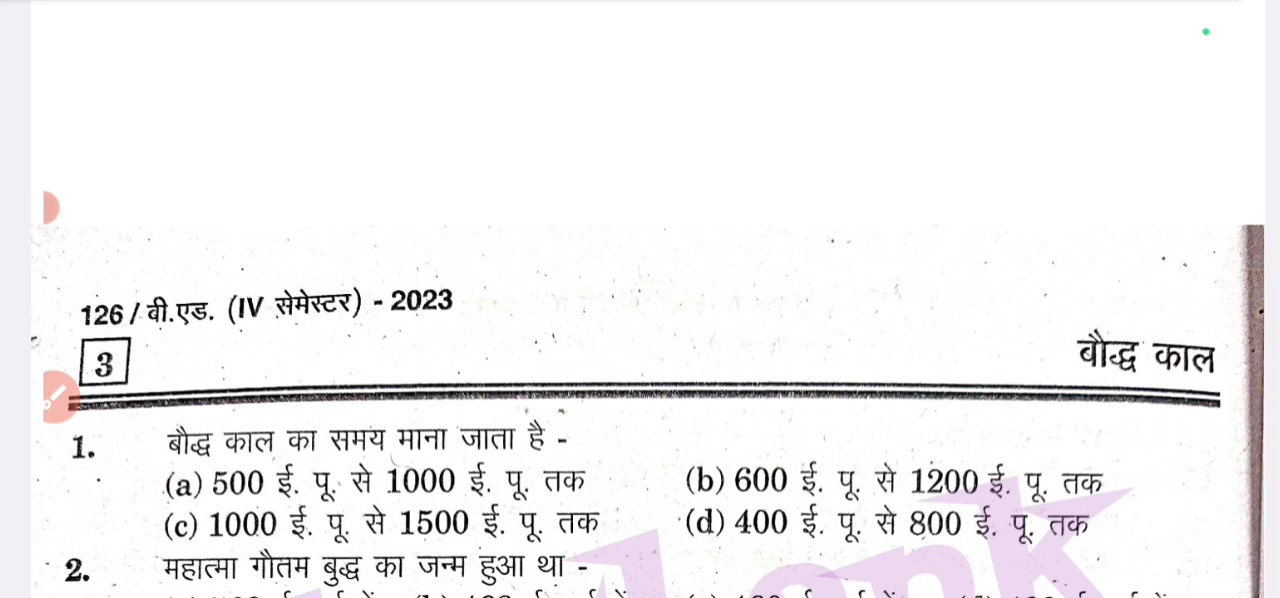 126 / बी.एड. (IV सेमेस्टर) - 2023
3
बौद्ध काल
1. बौद्ध काल का समय माना जाता है -
(a) 500 ई. पू. से 1000 ई. पू. तक (b) 600 ई. पू. से 1200 ई. पू. तक
(c) 1000 ई. पू. से 1500 ई. पू. तक (d) 400 ई. पू. से 800 ई. पू. तक
2. महात्मा गौतम बुद्ध का जन्म हुआ था -